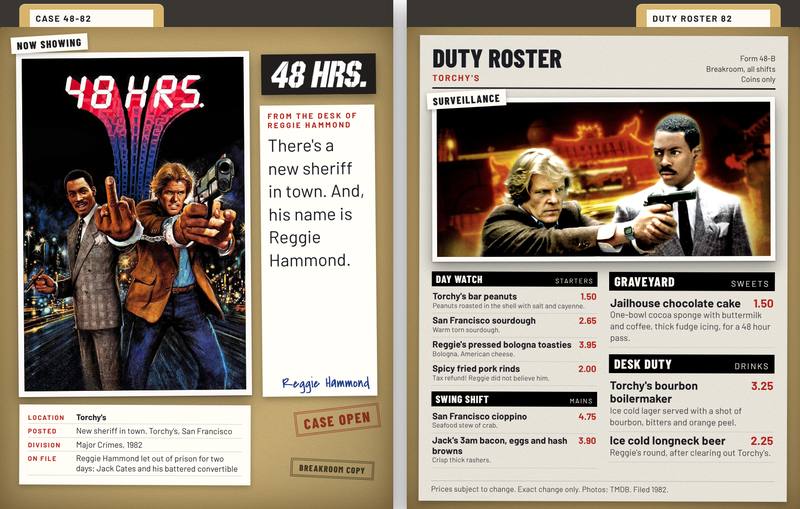 CASE 48-82
NOW SHOWING
48 HRS.
48 HRS.
FROM THE DESK OF
REGGIE HAMMOND
There's a
new sheriff
in town. And,
his name is
Reggie
Hammond.
Reggie Hammond
LOCATION Torchy's
POSTED New sheriff in town, Torchy's, San Francisco
DIVISION Major Crimes, 1982
ON FILE Reggie Hammond let out of prison for two
days; Jack Cates and his battered convertible
CASE OPEN
BREAKROOM COPY
DUTY ROSTER 82
DUTY ROSTER
TORCHY'S
Form 48-B
Breakroom, all shifts
Coins only
SURVEILLANCE
DAY WATCH STARTERS
Torchy's bar peanuts 1.50
Peanuts roasted in the shell with salt and cayenne.
San Francisco sourdough 2.65
Warm torn sourdough.
Reggie's pressed bologna toasties 3.95
Bologna, American cheese.
Spicy fried pork rinds 2.00
Tax refund! Reggie did not believe him.
SWING SHIFT MAINS
San Francisco cioppino 4.75
Seafood stew of crab.
Jack's 3am bacon, eggs and hash 3.90
browns
Crisp thick rashers.
GRAVEYARD SWEETS
Jailhouse chocolate cake 1.50
One-bowl cocoa sponge with buttermilk
and coffee, thick fudge icing, for a 48 hour
pass.
DESK DUTY DRINKS
Torchy's bourbon 3.25
boilermaker
Ice cold lager served with a shot of
bourbon, bitters and orange peel.
Ice cold longneck beer 2.25
Reggie's round, after clearing out Torchy's.
Prices subject to change. Exact change only. Photos: TMDB. Filed 1982.